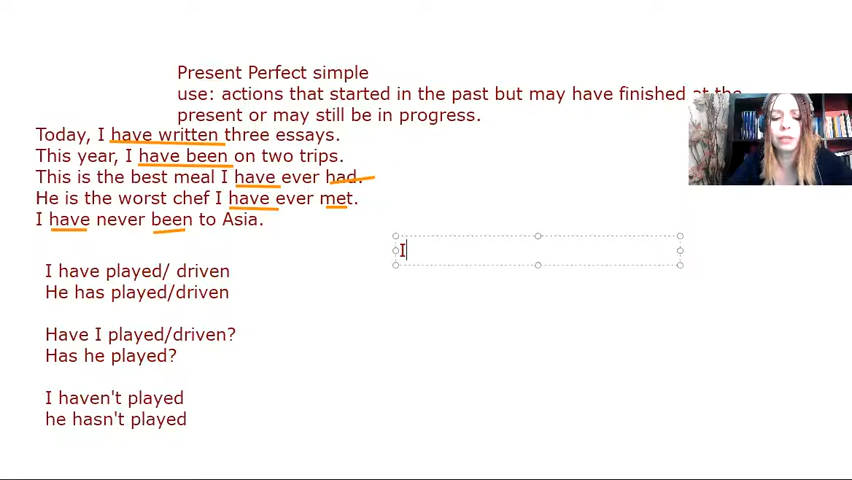 Present Perfect simple
use: actions that started in the past but may have finished at the
present or may still be in progress.
Today, I have written three essays.
This year, I have been on two trips.
This is the best meal I have ever had.
He is the worst chef I have ever met.
I have never been to Asia.
I
I have played/ driven
He has played/driven
Have I played/driven?
Has he played?
I haven't played
he hasn't played